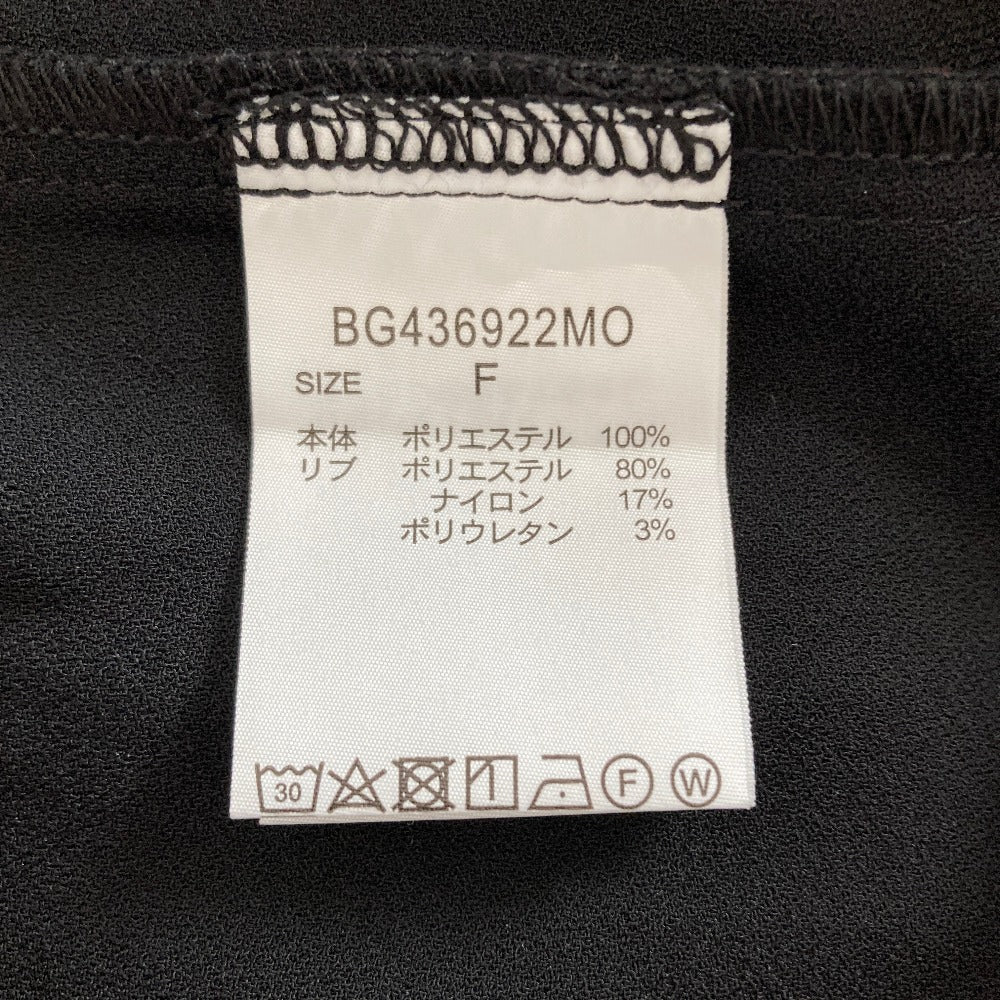 BG436922MO
SIZE F
本体 ポリエステル 100%
リブ ポリエステル 80%
ナイロン 17%
ポリウレタン 3%
30 F W